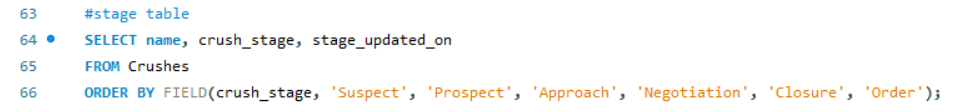 63 #stage table
64 SELECT name, crush_stage, stage_updated_on
65 FROM Crushes
66 ORDER BY FIELD(crush_stage, 'Suspect', 'Prospect', 'Approach', 'Negotiation', 'Closure', 'Order');